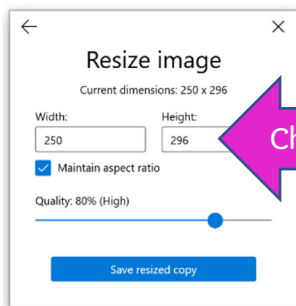 Resize image
Current dimensions: 250 x 296
Width: Height:
250 296
Maintain aspect ratio
Quality: 80% (High)
Save resized copy